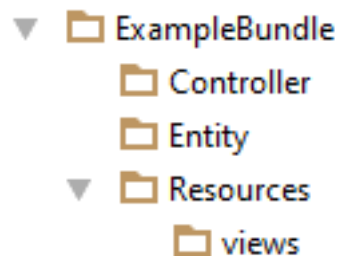 ExampleBundle
Controller
Entity
Resources
views